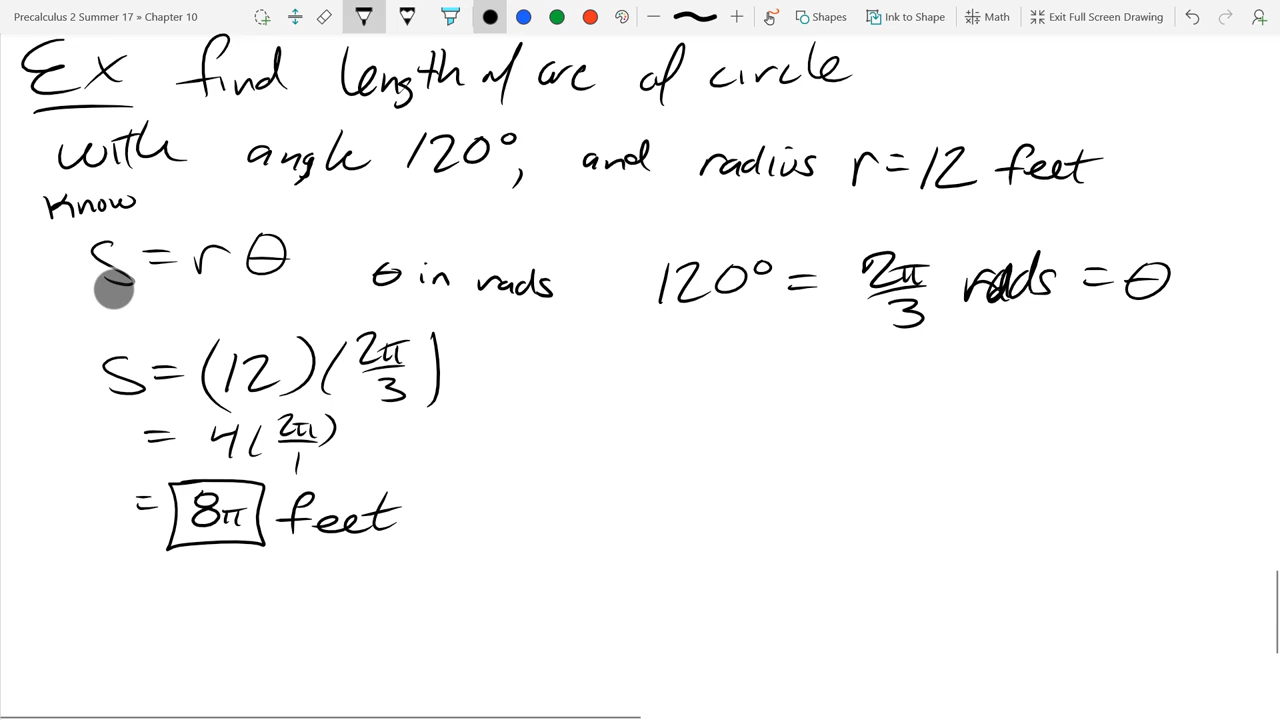 Precalculus 2 Summer 17 » Chapter 10
Shapes Ink to Shape Math Exit Full Screen Drawing
Ex find length of arc of circle
with angle 120°, and radius r=12 feet
Know
S = r θ θ in rads 120° = 2π/3 rads = θ
S = (12)(2π/3)
= 4(2π/1)
= 8π feet